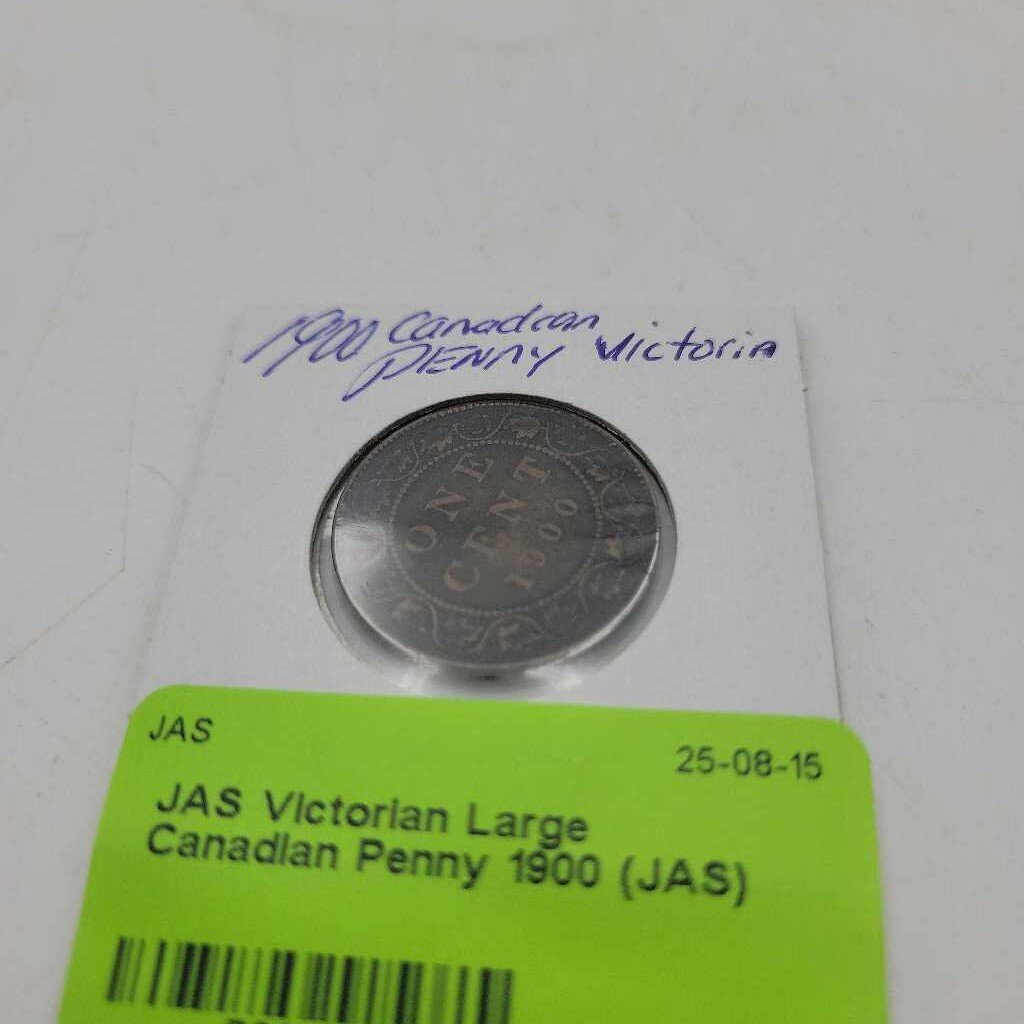 1900 Canadian Victoria
PENNY
ONE
CENT
1900
JAS
25-08-15
JAS Victorian Large
Canadian Penny 1900 (JAS)